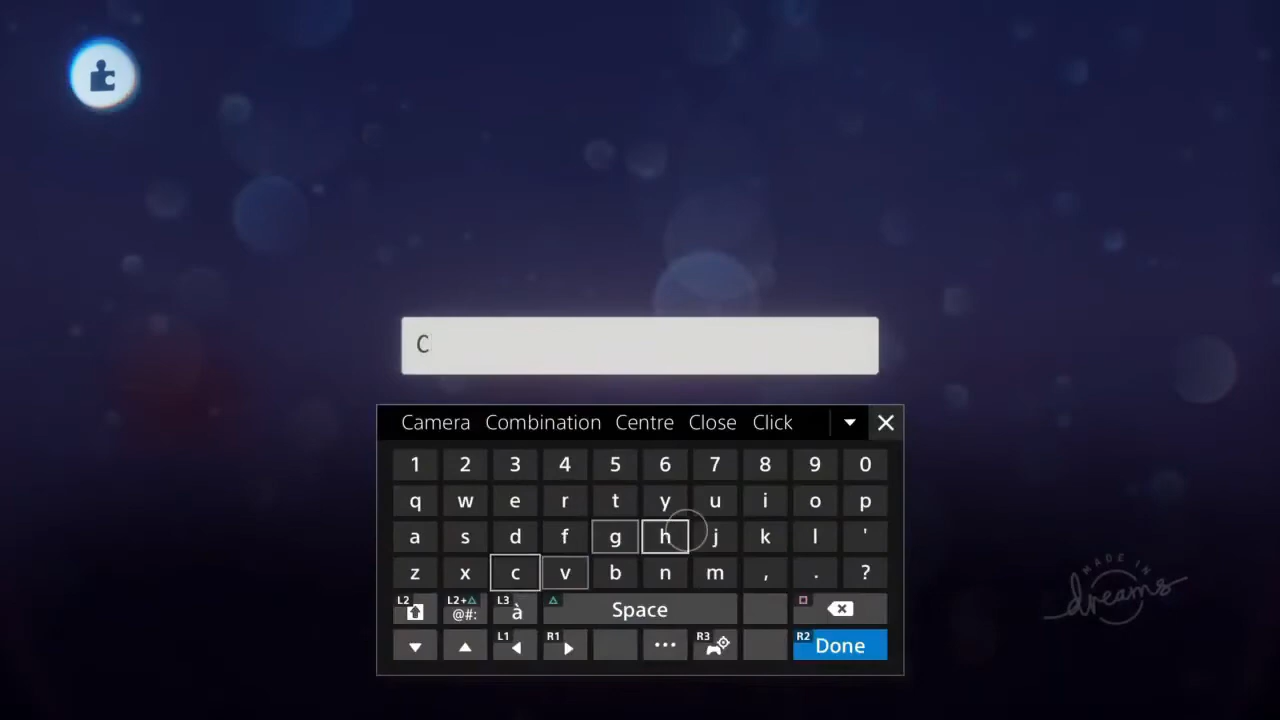 C
Camera Combination Centre Close Click
1 2 3 4 5 6 7 8 9 0
q w e r t y u i o p
a s d f g h j k l '
z x c v b n m , . ?
L2 L2+△ @#: L3 à △ Space □
L1 R1 ... R3 R2 Done
MADE IN
dreams